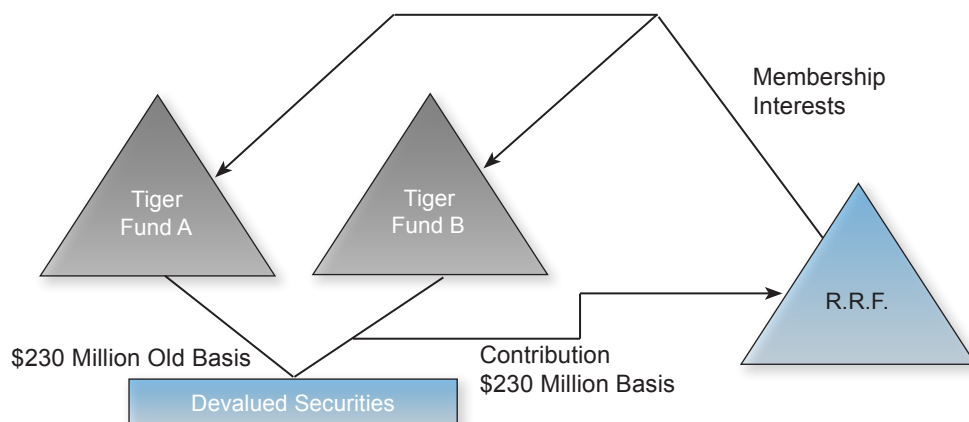 Membership
Interests
Tiger
Fund A
Tiger
Fund B
R.R.F.
$230 Million Old Basis
Contribution
$230 Million Basis
Devalued Securities